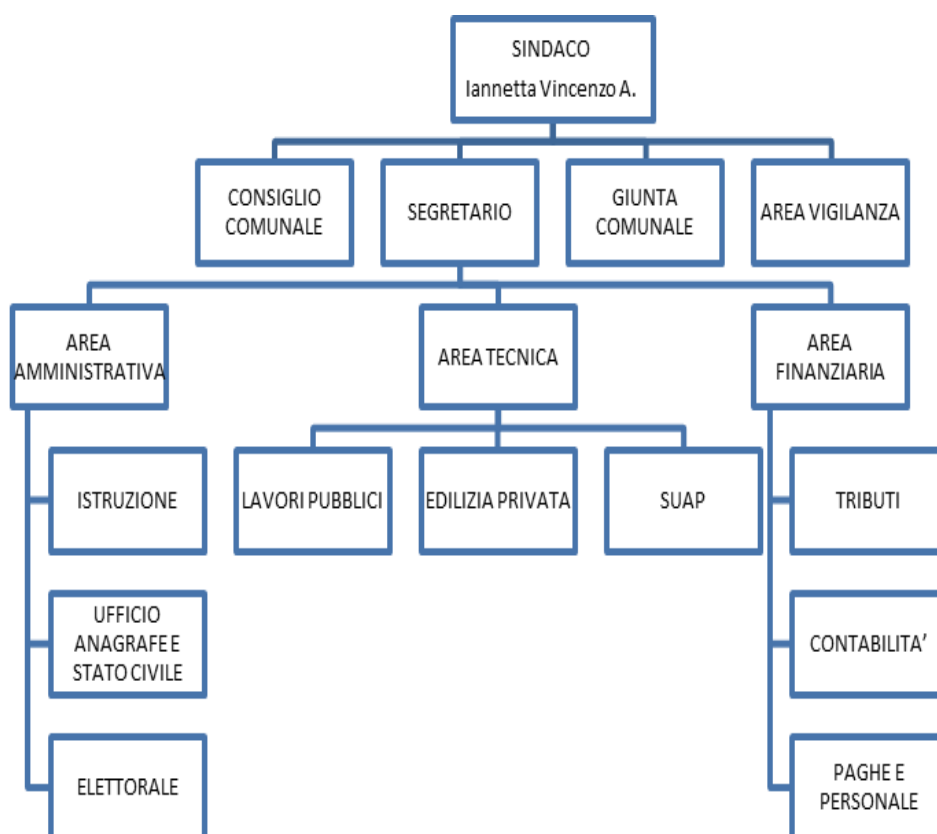 SINDACO
Iannetta Vincenzo A.
CONSIGLIO
COMUNALE
SEGRETARIO
GIUNTA
COMUNALE
AREA VIGILANZA
AREA
AMMINISTRATIVA
AREA TECNICA
AREA
FINANZIARIA
ISTRUZIONE
LAVORI PUBBLICI
EDILIZIA PRIVATA
SUAP
TRIBUTI
UFFICIO
ANAGRAFE E
STATO CIVILE
CONTABILITA’
ELETTORALE
PAGHE E
PERSONALE